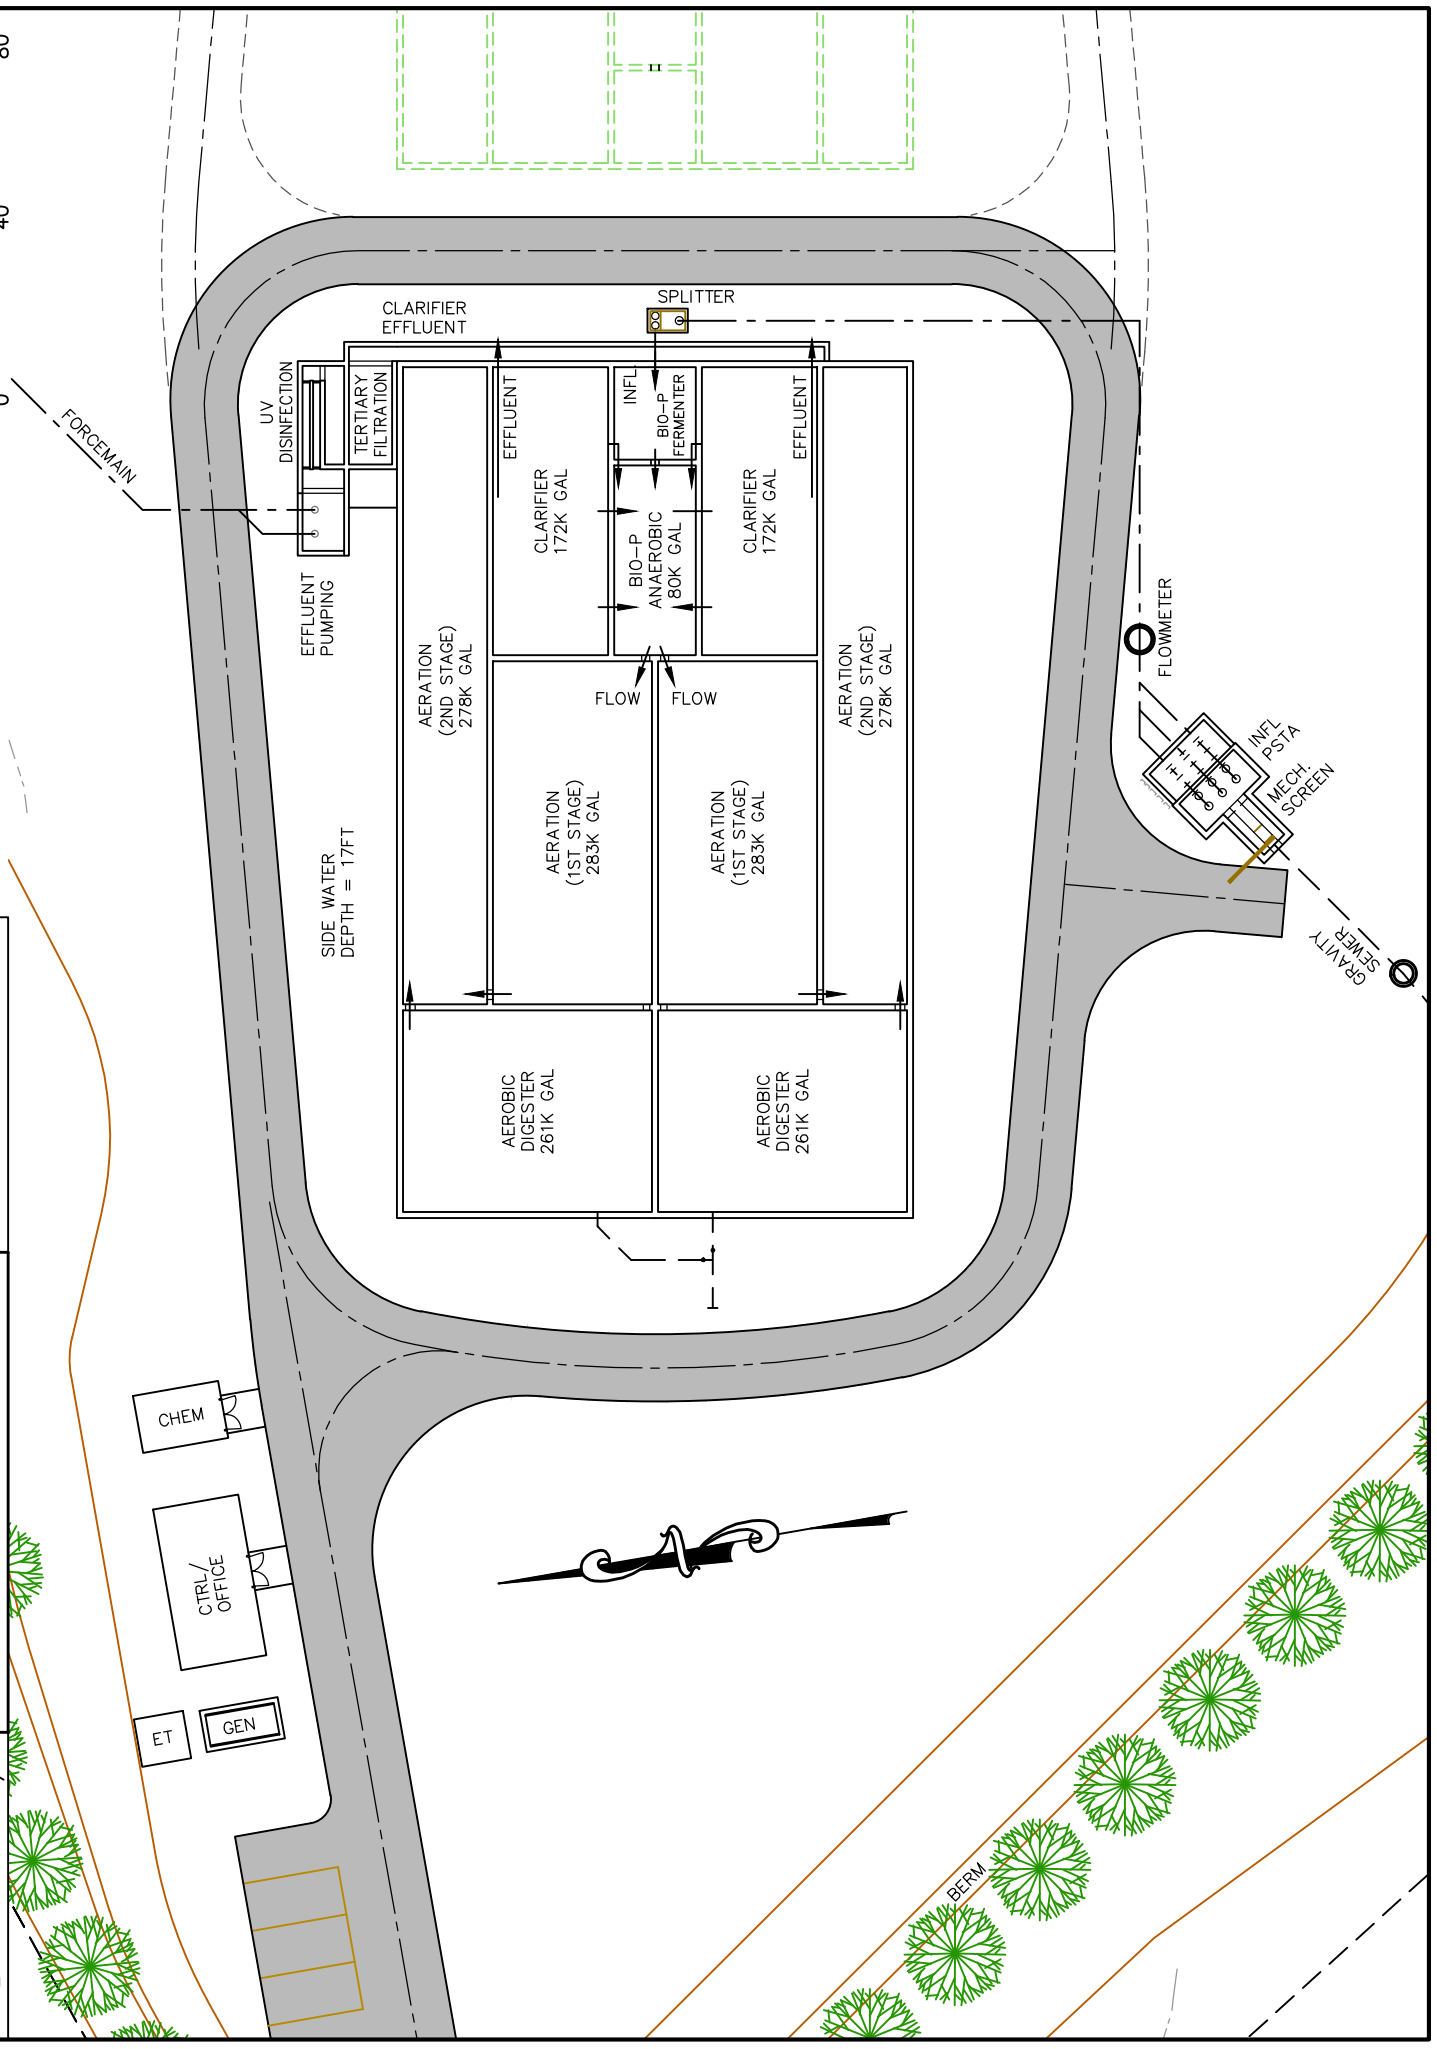 80
40
0
FORCEMAIN
CLARIFIER
EFFLUENT
SPLITTER
UV
DISINFECTION
TERTIARY
FILTRATION
EFFLUENT
INFL.
BIO-P
FERMENTER
EFFLUENT
CLARIFIER
172K GAL
BIO-P
ANAEROBIC
80K GAL
CLARIFIER
172K GAL
EFFLUENT
PUMPING
AERATION
(2ND STAGE)
278K GAL
FLOW
FLOW
AERATION
(2ND STAGE)
278K GAL
FLOWMETER
INFL
PSTA
MECH.
SCREEN
GRAVITY
SEWER
SIDE WATER
DEPTH = 17FT
AERATION
(1ST STAGE)
283K GAL
AERATION
(1ST STAGE)
283K GAL
AEROBIC
DIGESTER
261K GAL
AEROBIC
DIGESTER
261K GAL
CHEM
CTRL/
OFFICE
N
ET
GEN
BERM